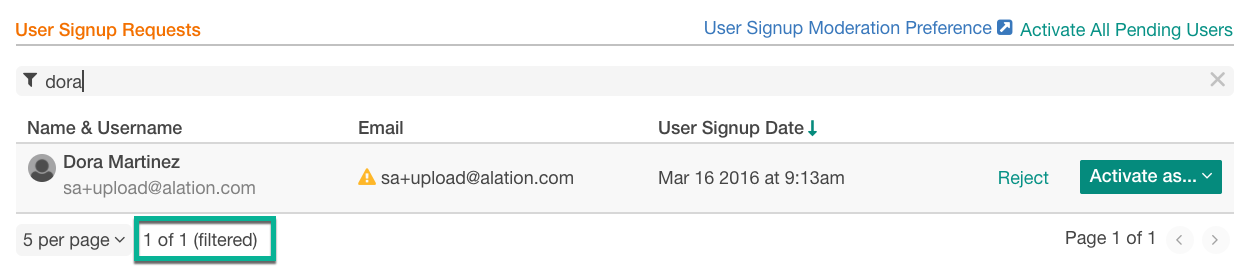 User Signup Requests User Signup Moderation Preference Activate All Pending Users
dora
Name & Username Email User Signup Date
Dora Martinez
sa+upload@alation.com sa+upload@alation.com Mar 16 2016 at 9:13am Reject Activate as...
5 per page 1 of 1 (filtered) Page 1 of 1